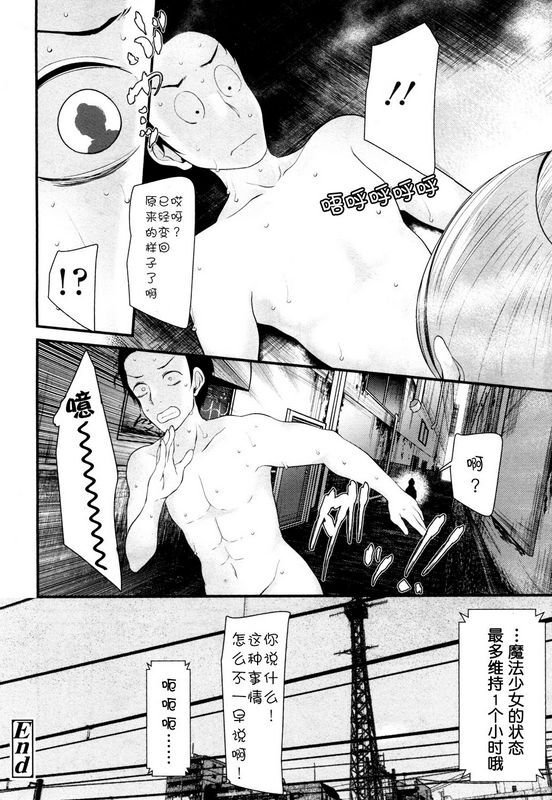 !!
唔呼呼呼呼
哎呀？
已经变回
原来的样子了啊
!?
啊？
噫～～～～～
ダッ!!
…魔法少女的状态
最多维持1个小时哦
你说什么！
这种事情
怎么不一早说啊！
呃呃呃……
End